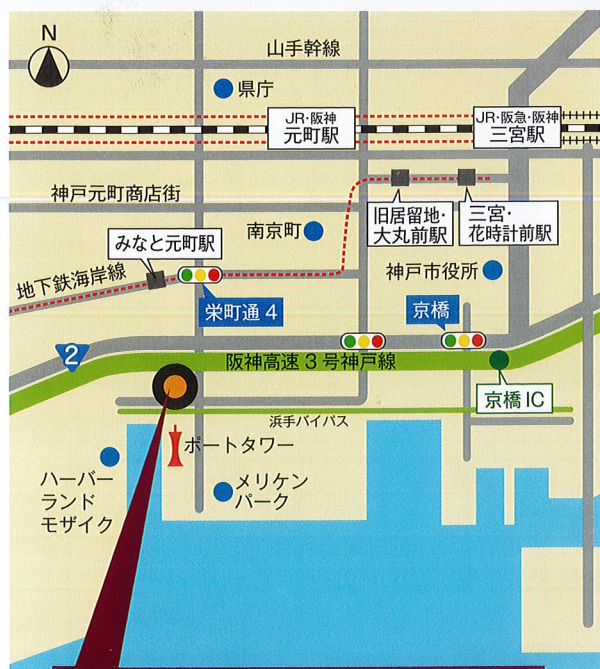 N
山手幹線
県庁
JR・阪神
元町駅
JR・阪急・阪神
三宮駅
神戸元町商店街
旧居留地・
大丸前駅
三宮・
花時計前駅
南京町
みなと元町駅
神戸市役所
地下鉄海岸線
栄町通4
京橋
2
阪神高速3号神戸線
京橋IC
浜手バイパス
ポートタワー
ハーバー
ランド
モザイク
メリケン
パーク